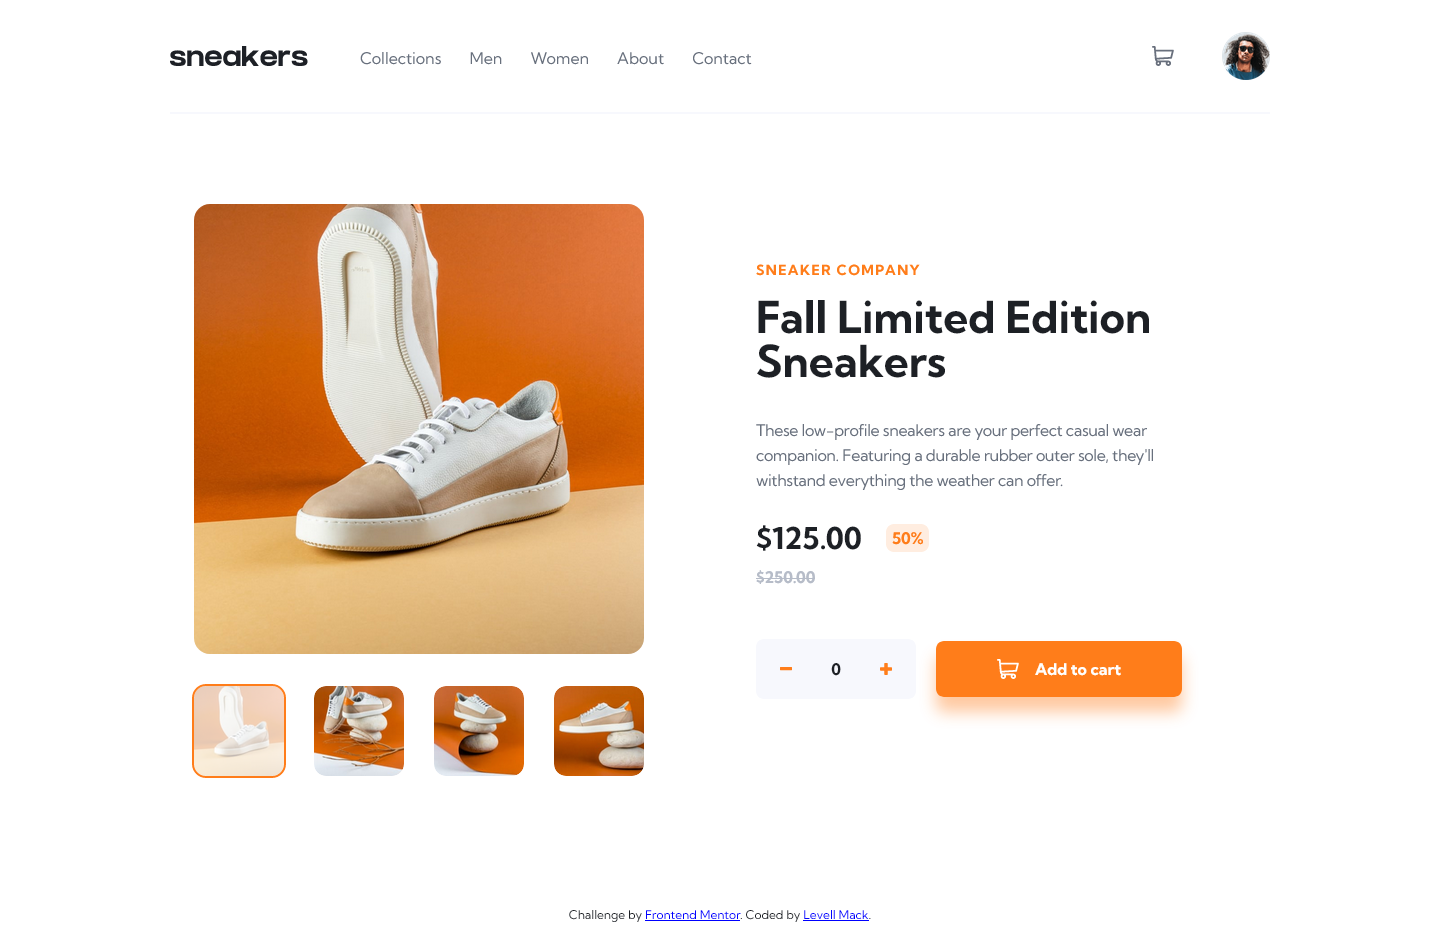 sneakers
Collections Men Women About Contact
SNEAKER COMPANY
Fall Limited Edition
Sneakers
These low-profile sneakers are your perfect casual wear
companion. Featuring a durable rubber outer sole, they'll
withstand everything the weather can offer.
$125.00 50%
$250.00
0 Add to cart
Challenge by Frontend Mentor. Coded by Levell Mack.